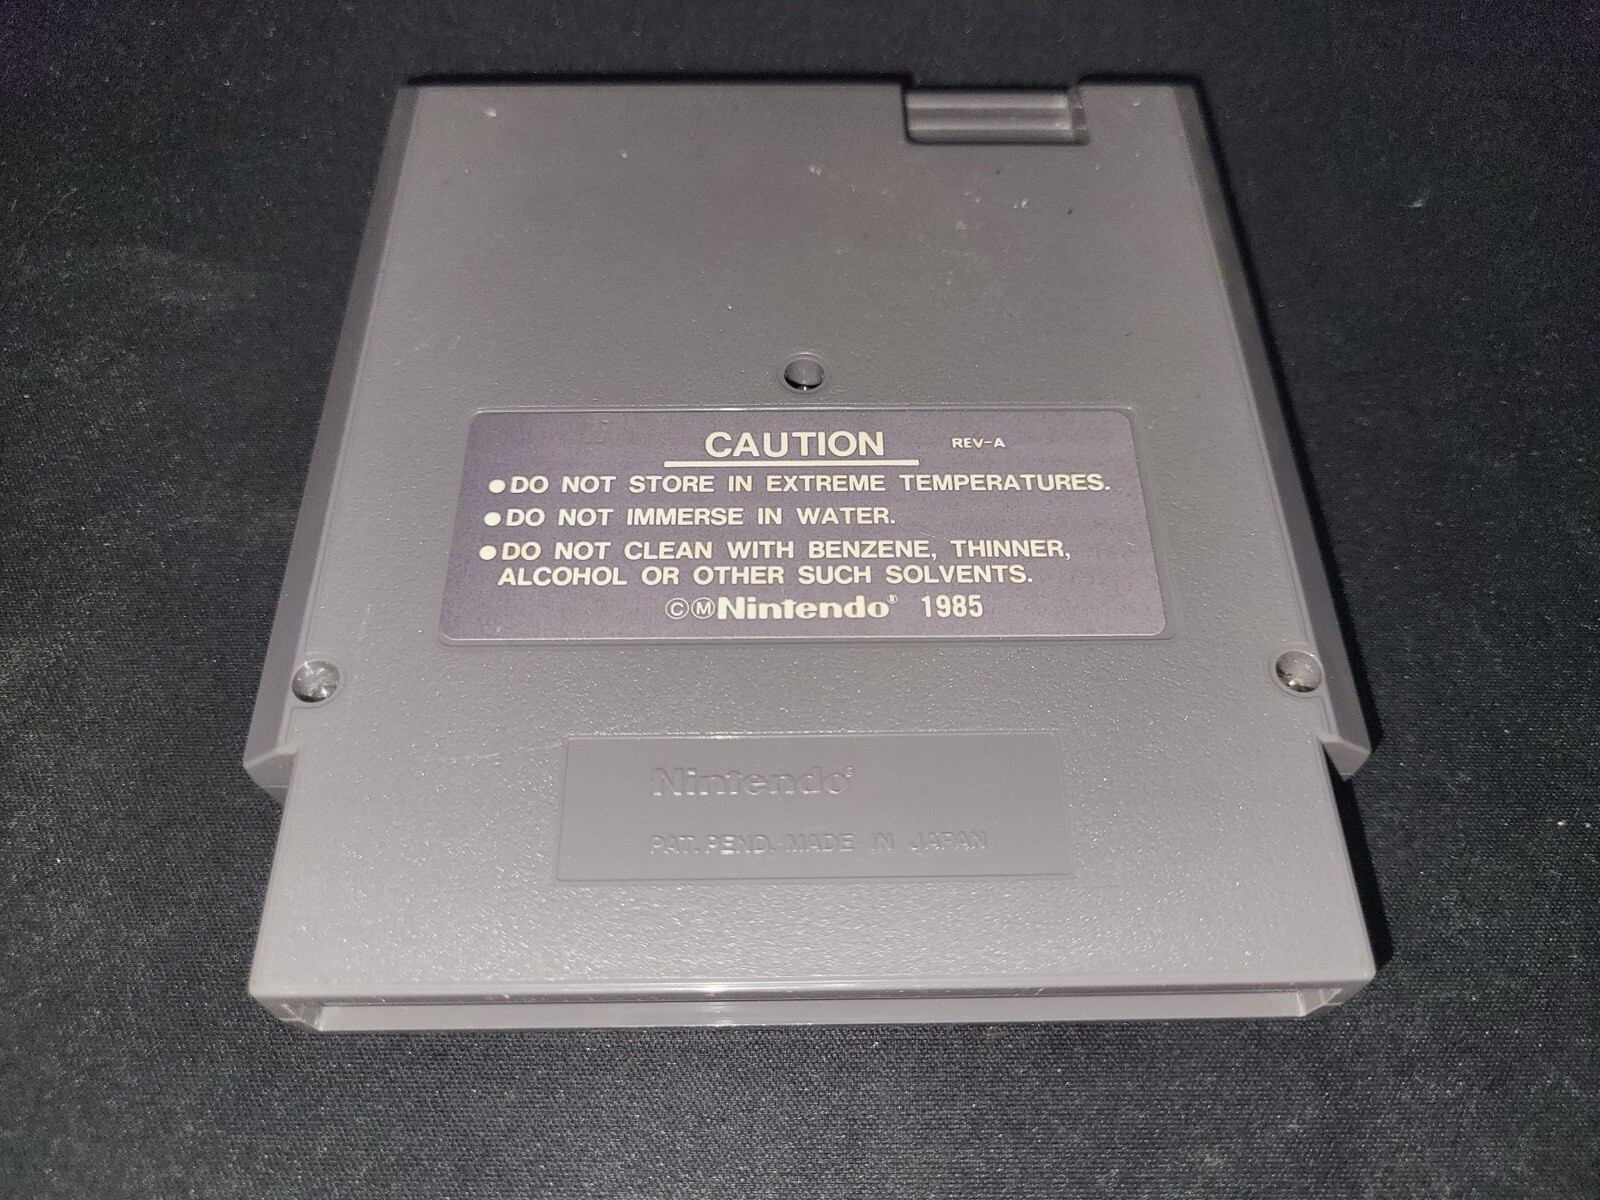 CAUTION REV-A
●DO NOT STORE IN EXTREME TEMPERATURES.
●DO NOT IMMERSE IN WATER.
●DO NOT CLEAN WITH BENZENE, THINNER,
ALCOHOL OR OTHER SUCH SOLVENTS.
©ⓂNintendo® 1985
Nintendo®
PAT. PEND. MADE IN JAPAN